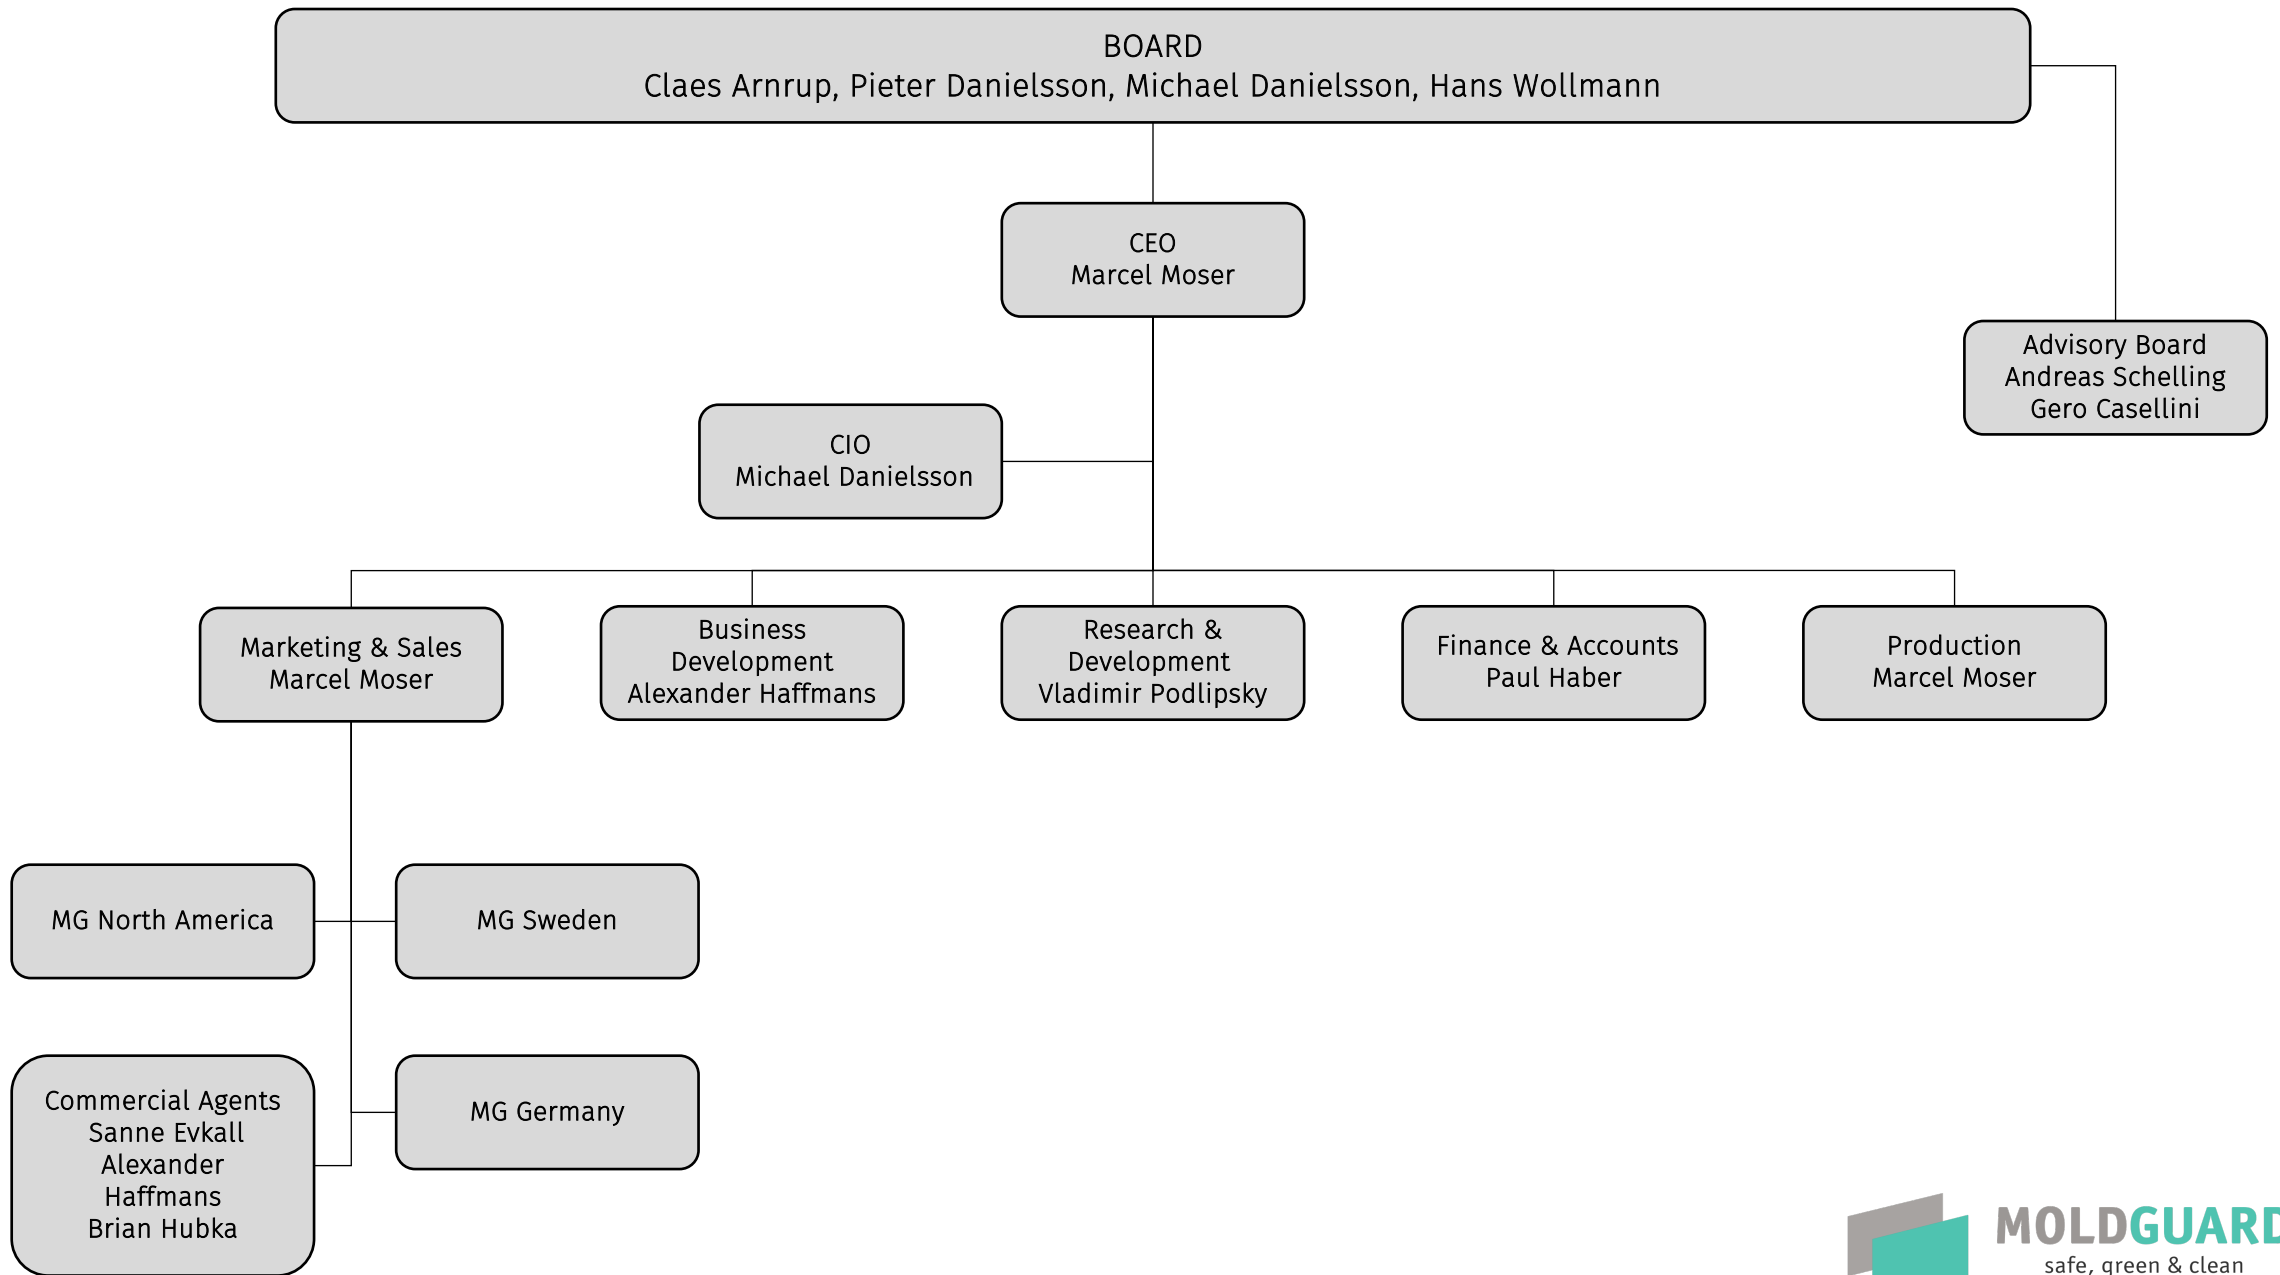 BOARD
Claes Arnrup, Pieter Danielsson, Michael Danielsson, Hans Wollmann
CEO
Marcel Moser
Advisory Board
Andreas Schelling
Gero Casellini
CIO
Michael Danielsson
Marketing & Sales
Marcel Moser
Business
Development
Alexander Haffmans
Research &
Development
Vladimir Podlipsky
Finance & Accounts
Paul Haber
Production
Marcel Moser
MG North America
MG Sweden
Commercial Agents
Sanne Evkall
Alexander
Haffmans
Brian Hubka
MG Germany
MOLDGUARD
safe, green & clean